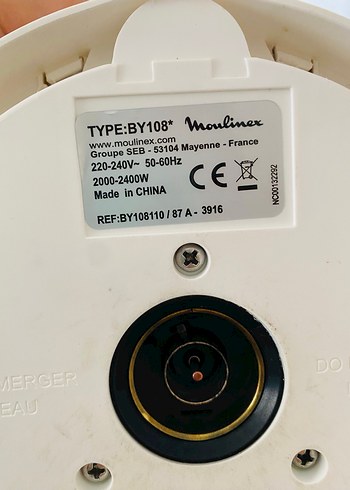 TYPE:BY108* Moulinex
www.moulinex.com
Groupe SEB - 53104 Mayenne - France
220-240V~ 50-60Hz
2000-2400W
Made in CHINA
CE
REF:BY108110 / 87 A - 3916
NC00132292
MERGER
EAU
DO